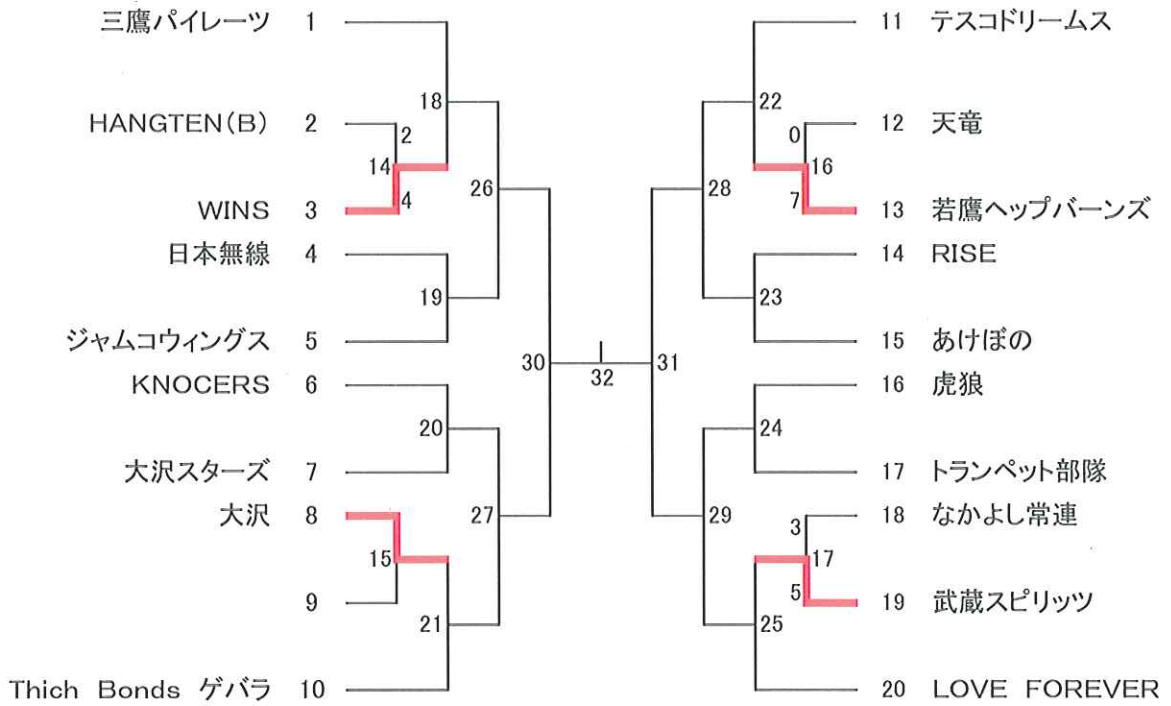 三鷹パイレーツ 1
HANGTEN(B) 2
WINS 3
日本無線 4
ジャムコウィングス 5
KNOCERS 6
大沢スターズ 7
大沢 8
9
Thich Bonds ゲバラ 10
2
14
4
15
18
19
20
21
26
27
30
32
31
28
29
22
23
24
25
0
16
7
3
17
5
11 テスコドリームス
12 天竜
13 若鷹ヘップバーンズ
14 RISE
15 あけぼの
16 虎狼
17 トランペット部隊
18 なかよし常連
19 武蔵スピリッツ
20 LOVE FOREVER